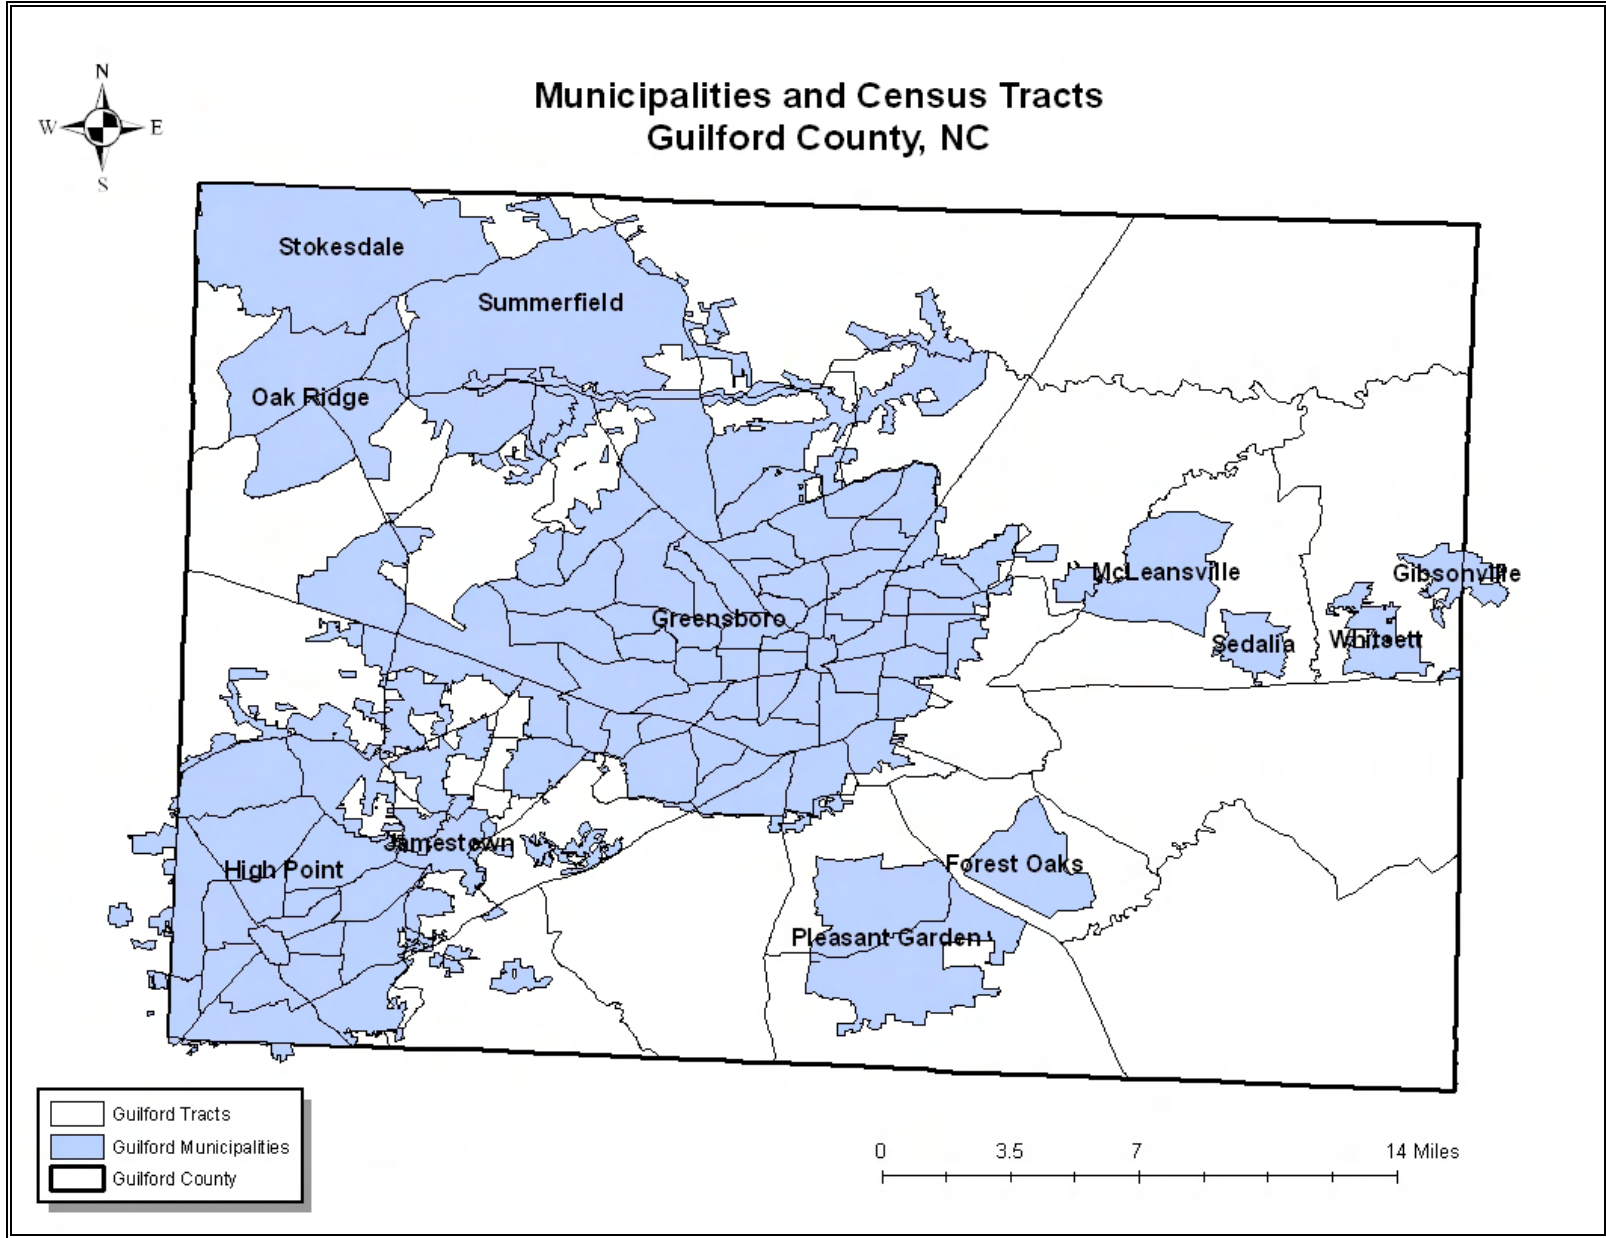 N
W E
S
Municipalities and Census Tracts
Guilford County, NC
Stokesdale
Summerfield
Oak Ridge
McLeansville
Gibsonville
Greensboro
Sedalia
Whitsett
Jamestown
High Point
Forest Oaks
Pleasant Garden
Guilford Tracts
Guilford Municipalities
Guilford County
0 3.5 7 14 Miles